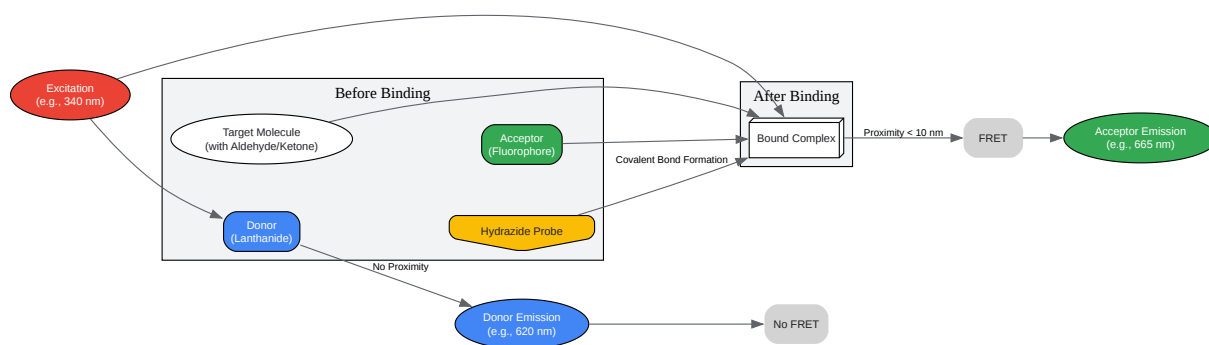 Excitation
(e.g., 340 nm)
Before Binding
Target Molecule
(with Aldehyde/Ketone)
Acceptor
(Fluorophore)
Donor
(Lanthanide)
Hydrazide Probe
After Binding
Bound Complex
Covalent Bond Formation
Proximity < 10 nm
FRET
Acceptor Emission
(e.g., 665 nm)
No Proximity
Donor Emission
(e.g., 620 nm)
No FRET